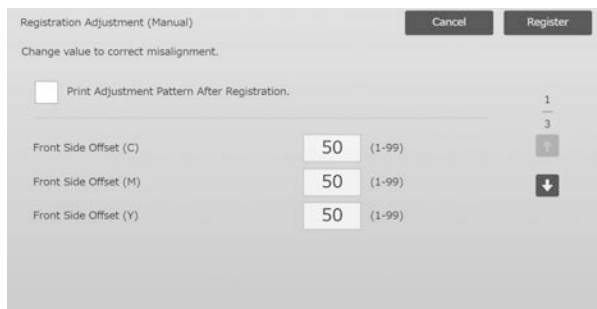 Registration Adjustment (Manual)
Cancel
Register
Change value to correct misalignment.
Print Adjustment Pattern After Registration.
1
3
Front Side Offset (C)
50
(1-99)
Front Side Offset (M)
50
(1-99)
Front Side Offset (Y)
50
(1-99)